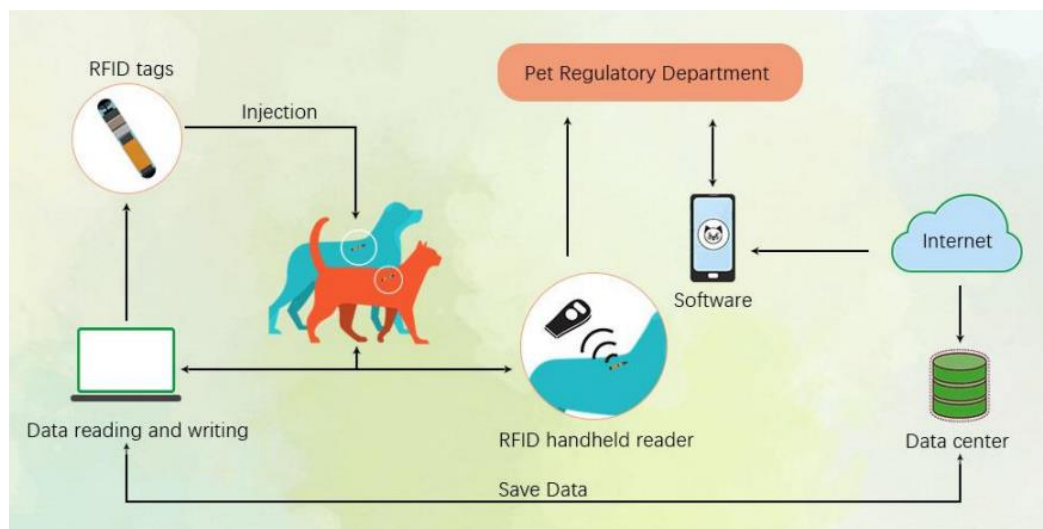 RFID tags
Pet Regulatory Department
Injection
Internet
Software
Data reading and writing
RFID handheld reader
Data center
Save Data